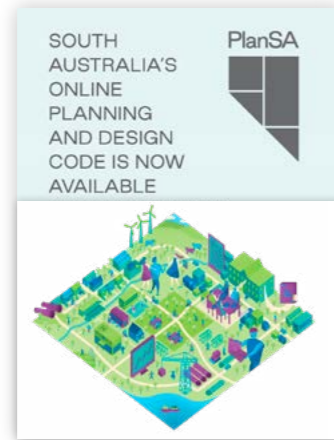 SOUTH
AUSTRALIA'S
ONLINE
PLANNING
AND DESIGN
CODE IS NOW
AVAILABLE
PlanSA